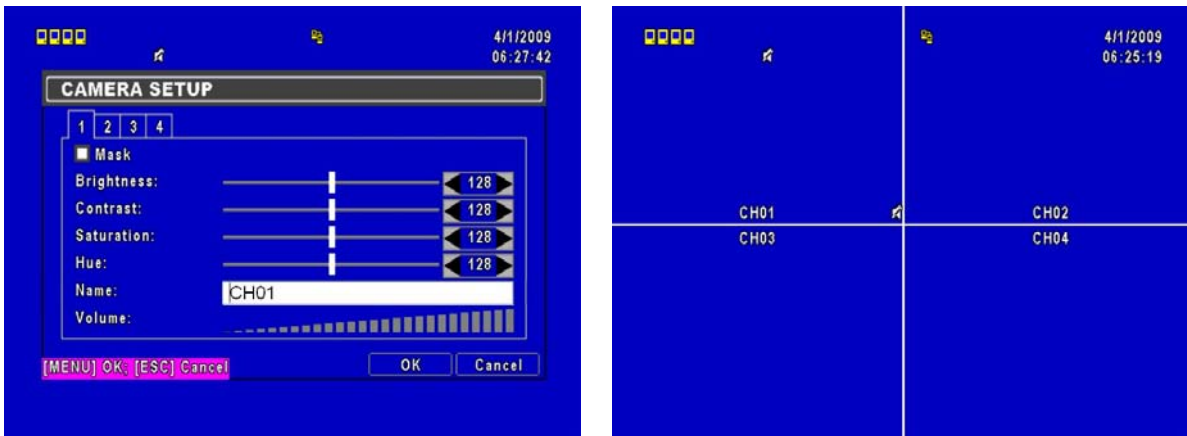 4/1/2009
06:27:42
CAMERA SETUP
1 2 3 4
Mask
Brightness: 128
Contrast: 128
Saturation: 128
Hue: 128
Name: CH01
Volume:
[MENU] OK; [ESC] Cancel
OK Cancel
4/1/2009
06:25:19
CH01 CH02
CH03 CH04